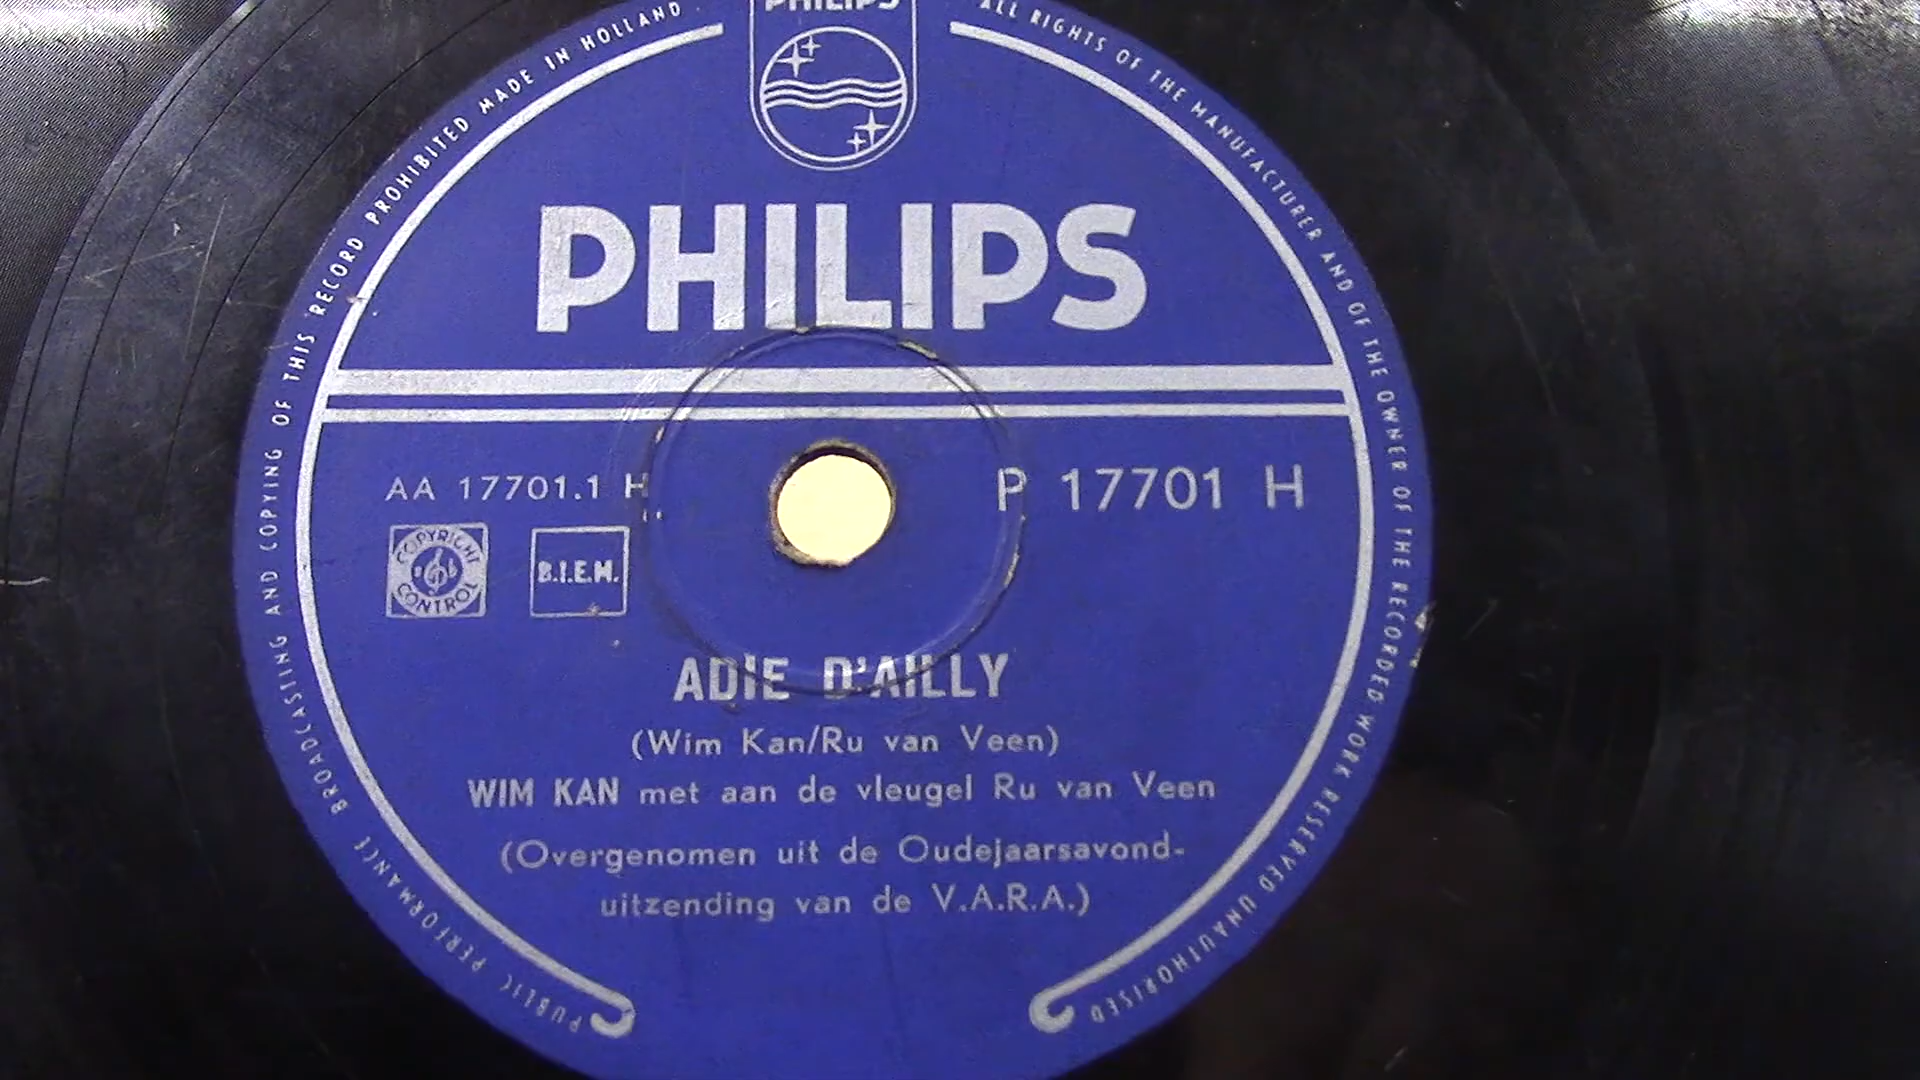 PHILIPS
PHILIPS
AA 17701.1 H
P 17701 H
COPYRIGHT
CONTROL
B.I.E.M.
ADIE D'AILLY
(Wim Kan/Ru van Veen)
WIM KAN met aan de vleugel Ru van Veen
(Overgenomen uit de Oudejaarsavond-
uitzending van de V.A.R.A.)
ALL RIGHTS OF THE MANUFACTURER AND OF THE OWNER OF THE RECORDED WORK RESERVED UNAUTHORISED
PUBLIC PERFORMANCE BROADCASTING AND COPYING OF THIS RECORD PROHIBITED MADE IN HOLLAND